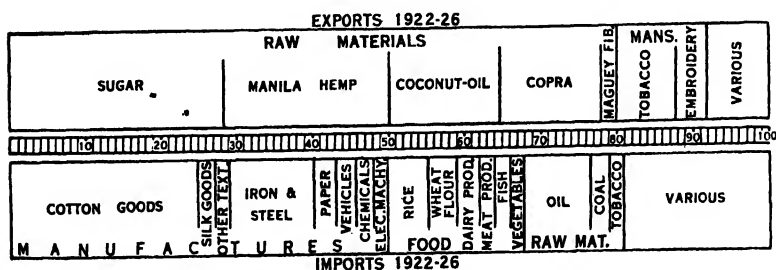 EXPORTS 1922-26
RAW MATERIALS
MANS.
SUGAR
MANILA HEMP
COCONUT-OIL
COPRA
MAGUEY FIB.
TOBACCO
EMBROIDERY
VARIOUS
10 20 30 40 50 60 70 80 90 100
COTTON GOODS
SILK GOODS
OTHER TEXT.
IRON &
STEEL
PAPER
VEHICLES
CHEMICALS
ELEC.MACHY.
RICE
WHEAT
FLOUR
DAIRY PROD.
MEAT PROD.
FISH
VEGETABLES
OIL
COAL
TOBACCO
VARIOUS
MANUFACTURES
FOOD
RAW MAT.
IMPORTS 1922-26